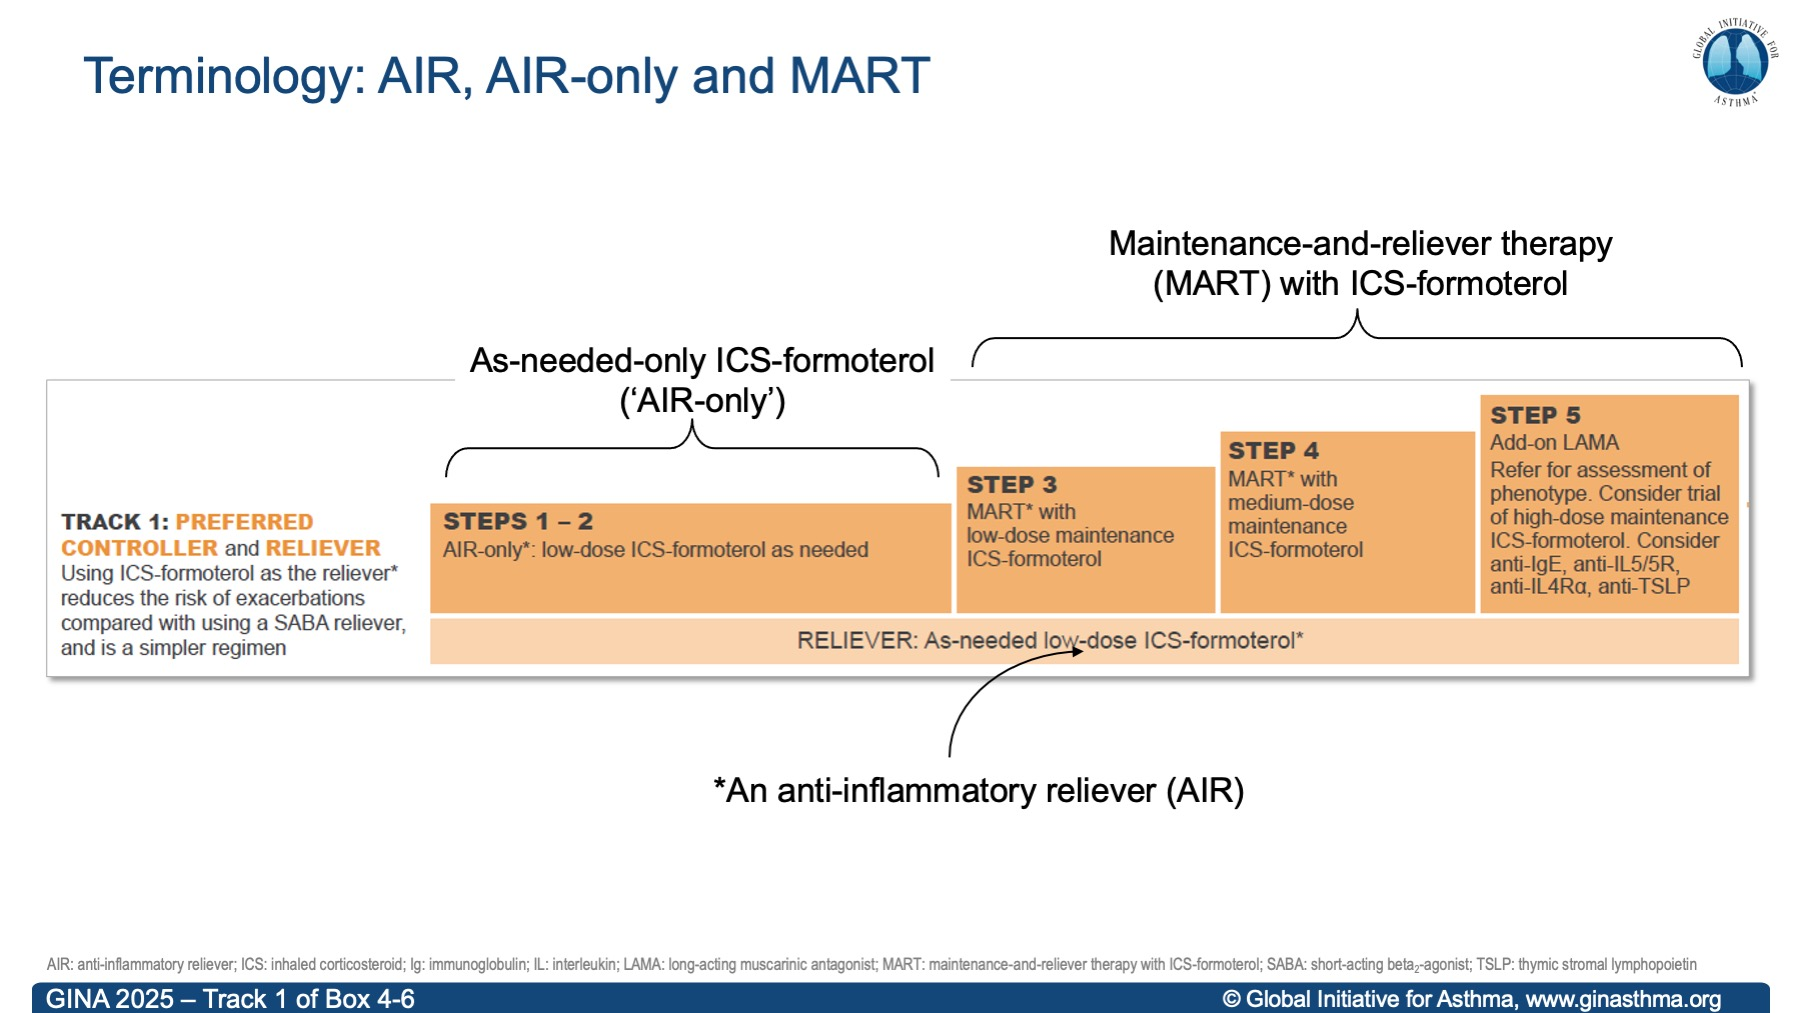 Terminology: AIR, AIR-only and MART
GLOBAL INITIATIVE FOR
ASTHMA
Maintenance-and-reliever therapy
(MART) with ICS-formoterol
As-needed-only ICS-formoterol
(‘AIR-only’)
TRACK 1: PREFERRED
CONTROLLER and RELIEVER
Using ICS-formoterol as the reliever*
reduces the risk of exacerbations
compared with using a SABA reliever,
and is a simpler regimen
STEPS 1 – 2
AIR-only*: low-dose ICS-formoterol as needed
STEP 3
MART* with
low-dose maintenance
ICS-formoterol
STEP 4
MART* with
medium-dose
maintenance
ICS-formoterol
STEP 5
Add-on LAMA
Refer for assessment of
phenotype. Consider trial
of high-dose maintenance
ICS-formoterol. Consider
anti-IgE, anti-IL5/5R,
anti-IL4Rα, anti-TSLP
RELIEVER: As-needed low-dose ICS-formoterol*
*An anti-inflammatory reliever (AIR)
AIR: anti-inflammatory reliever; ICS: inhaled corticosteroid; Ig: immunoglobulin; IL: interleukin; LAMA: long-acting muscarinic antagonist; MART: maintenance-and-reliever therapy with ICS-formoterol; SABA: short-acting beta₂-agonist; TSLP: thymic stromal lymphopoietin
GINA 2025 – Track 1 of Box 4-6
© Global Initiative for Asthma, www.ginasthma.org